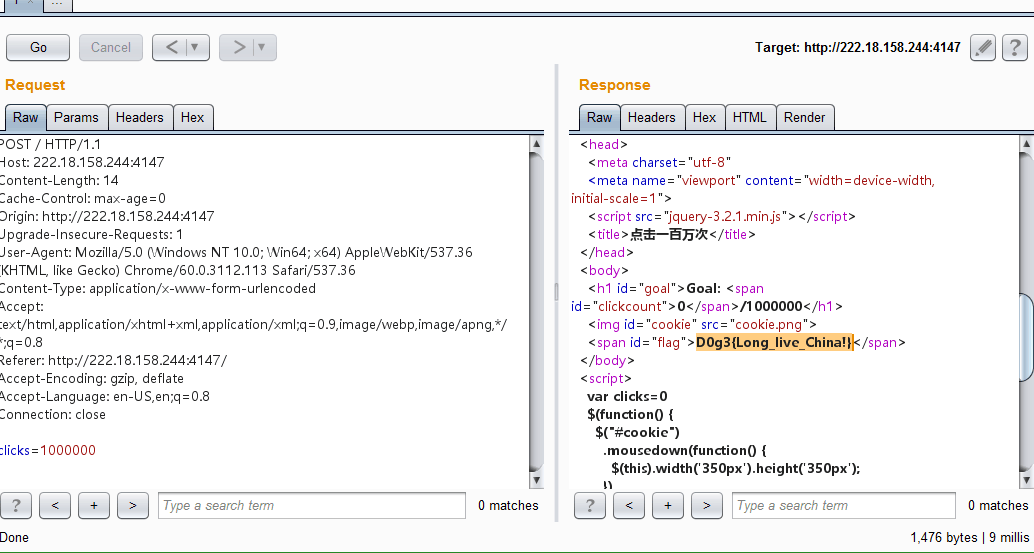 1 × ...
Go Cancel < ▼ > ▼ Target: http://222.18.158.244:4147 ?
Request
Raw Params Headers Hex
POST / HTTP/1.1
Host: 222.18.158.244:4147
Content-Length: 14
Cache-Control: max-age=0
Origin: http://222.18.158.244:4147
Upgrade-Insecure-Requests: 1
User-Agent: Mozilla/5.0 (Windows NT 10.0; Win64; x64) AppleWebKit/537.36
(KHTML, like Gecko) Chrome/60.0.3112.113 Safari/537.36
Content-Type: application/x-www-form-urlencoded
Accept:
text/html,application/xhtml+xml,application/xml;q=0.9,image/webp,image/apng,*/
*;q=0.8
Referer: http://222.18.158.244:4147/
Accept-Encoding: gzip, deflate
Accept-Language: en-US,en;q=0.8
Connection: close
clicks=1000000
? < + > Type a search term 0 matches
Response
Raw Headers Hex HTML Render
<head>
<meta charset="utf-8"
<meta name="viewport" content="width=device-width,
initial-scale=1">
<script src="jquery-3.2.1.min.js"></script>
<title>点击一百万次</title>
</head>
<body>
<h1 id="goal">Goal: <span
id="clickcount">0</span>/1000000</h1>
<img id="cookie" src="cookie.png">
<span id="flag">D0g3{Long_live_China!}</span>
</body>
<script>
var clicks=0
$(function() {
$("#cookie")
.mousedown(function() {
$(this).width('350px').height('350px');
})
? < + > Type a search term 0 matches
Done 1,476 bytes | 9 millis